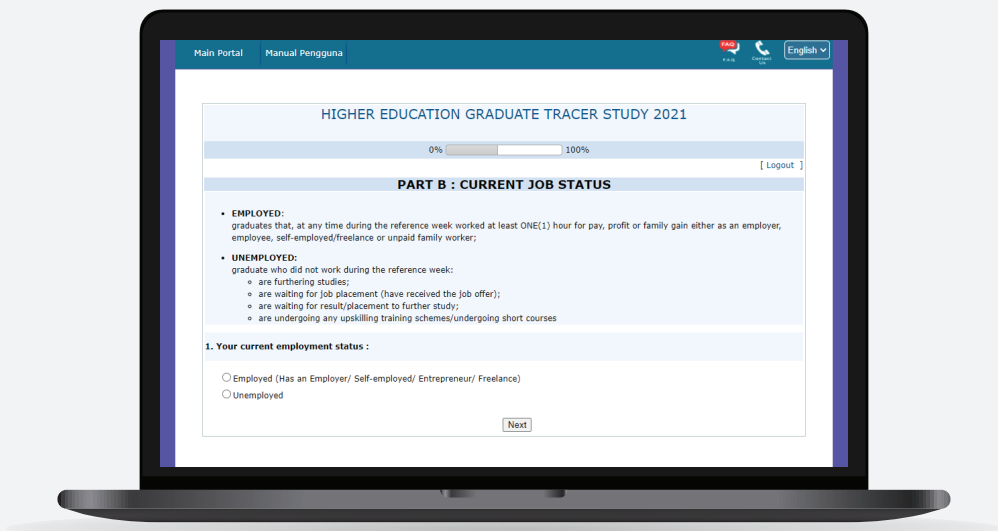 Main Portal
Manual Pengguna
FAQ
F.A.Q
Contact
Us
English
HIGHER EDUCATION GRADUATE TRACER STUDY 2021
0% 100%
[ Logout ]
PART B : CURRENT JOB STATUS
• EMPLOYED:
graduates that, at any time during the reference week worked at least ONE(1) hour for pay, profit or family gain either as an employer,
employee, self-employed/freelance or unpaid family worker;
• UNEMPLOYED:
graduate who did not work during the reference week:
are furthering studies;
are waiting for job placement (have received the job offer);
are waiting for result/placement to further study;
are undergoing any upskilling training schemes/undergoing short courses
1. Your current employment status :
Employed (Has an Employer/ Self-employed/ Entrepreneur/ Freelance)
Unemployed
Next